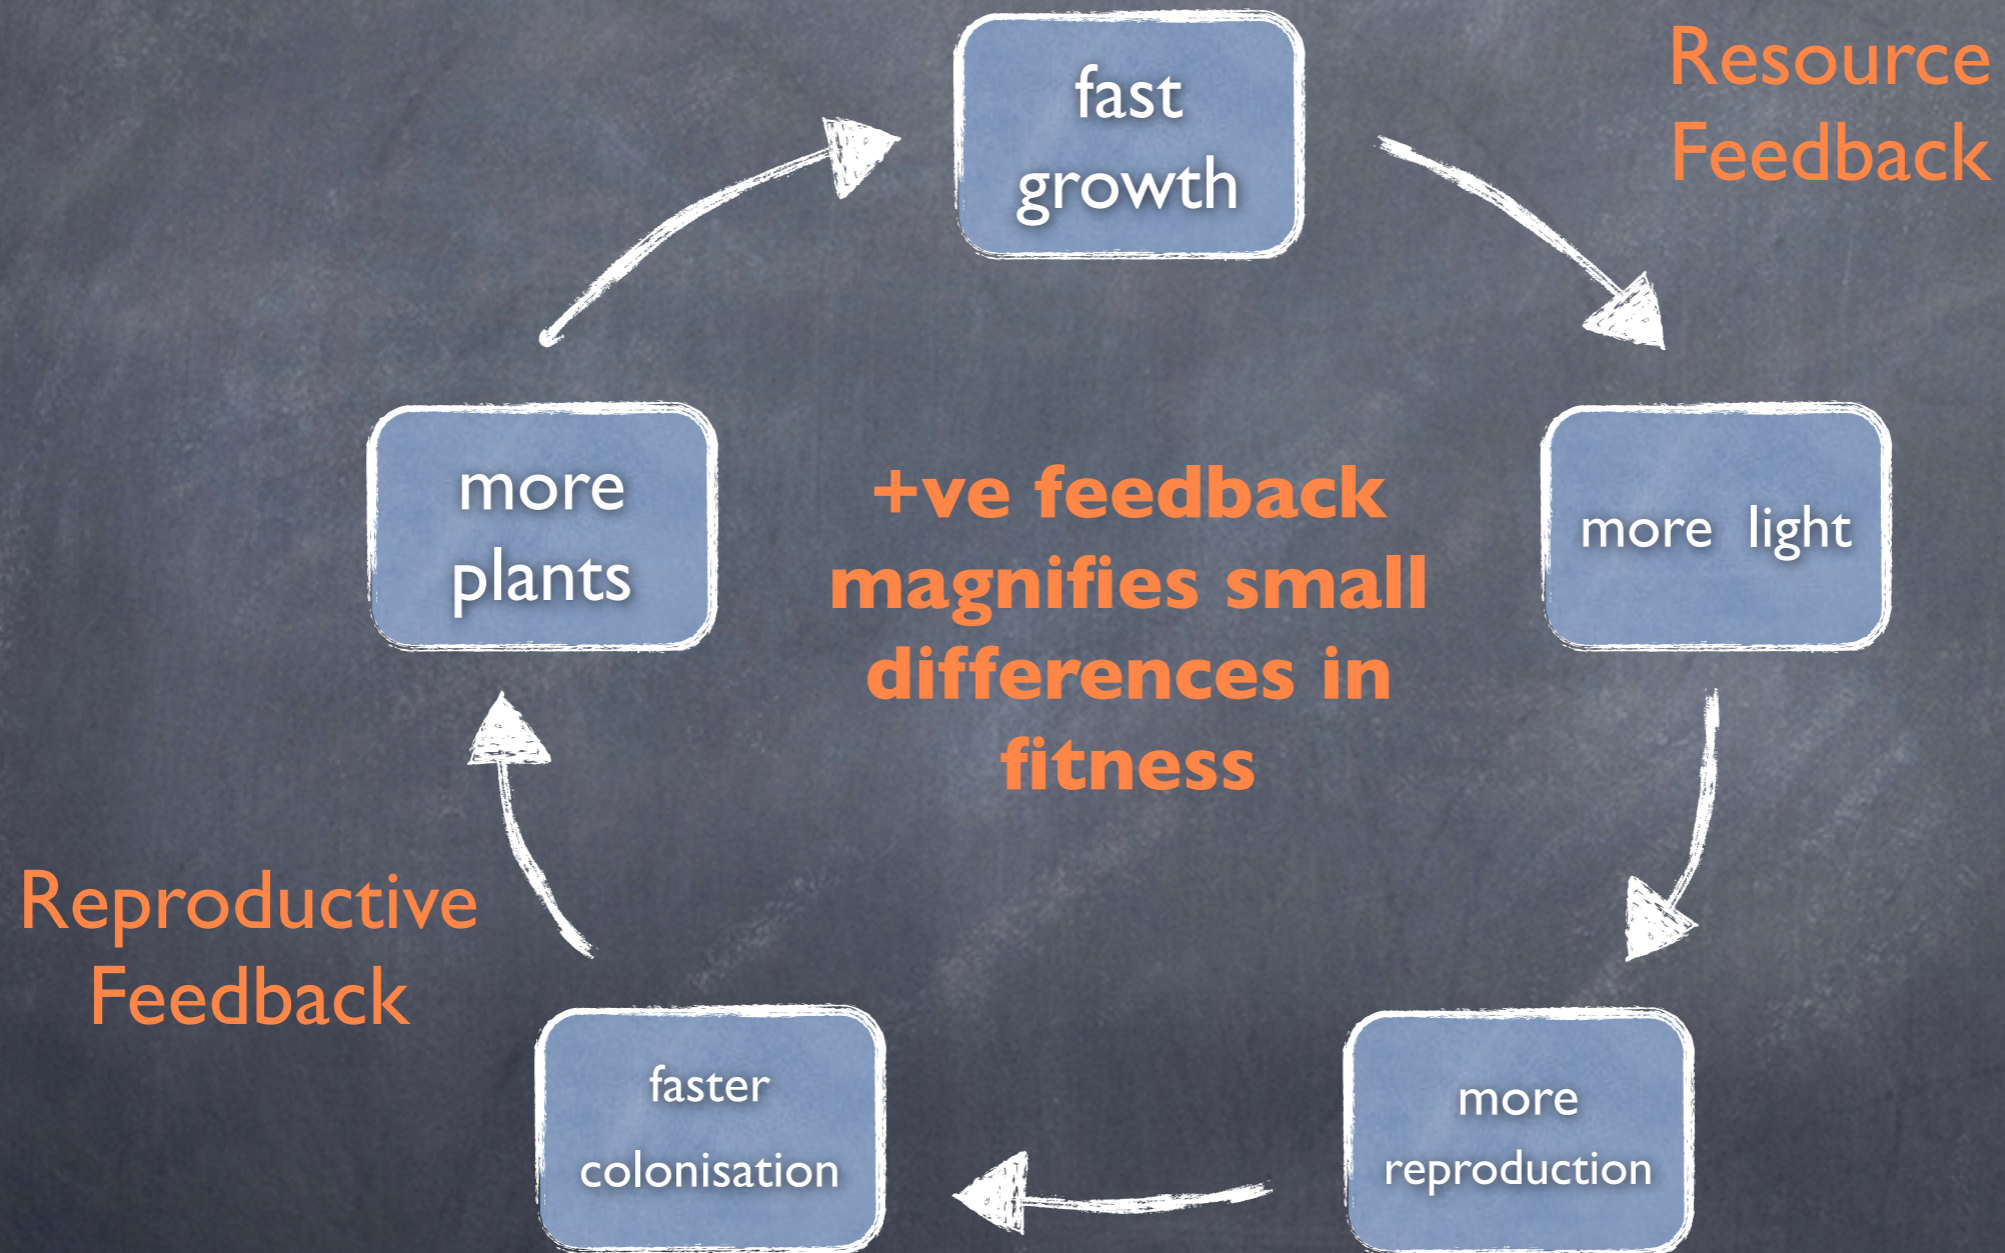 fast
growth
Resource
Feedback
more light
more
plants
+ve feedback
magnifies small
differences in
fitness
Reproductive
Feedback
faster
colonisation
more
reproduction